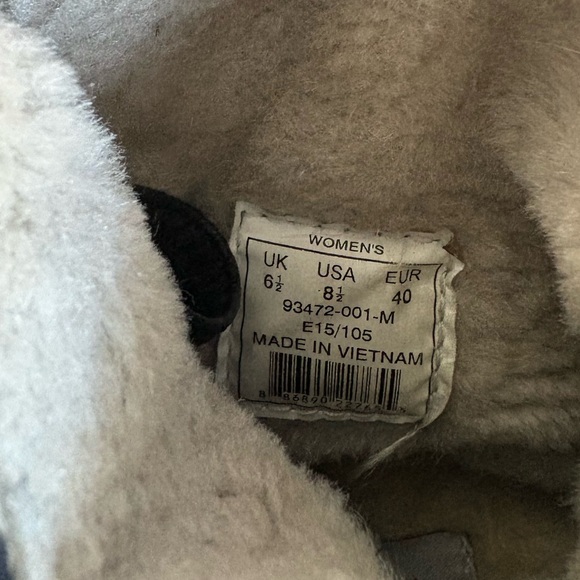 WOMEN'S
UK USA EUR
6½ 8½ 40
93472-001-M
E15/105
MADE IN VIETNAM